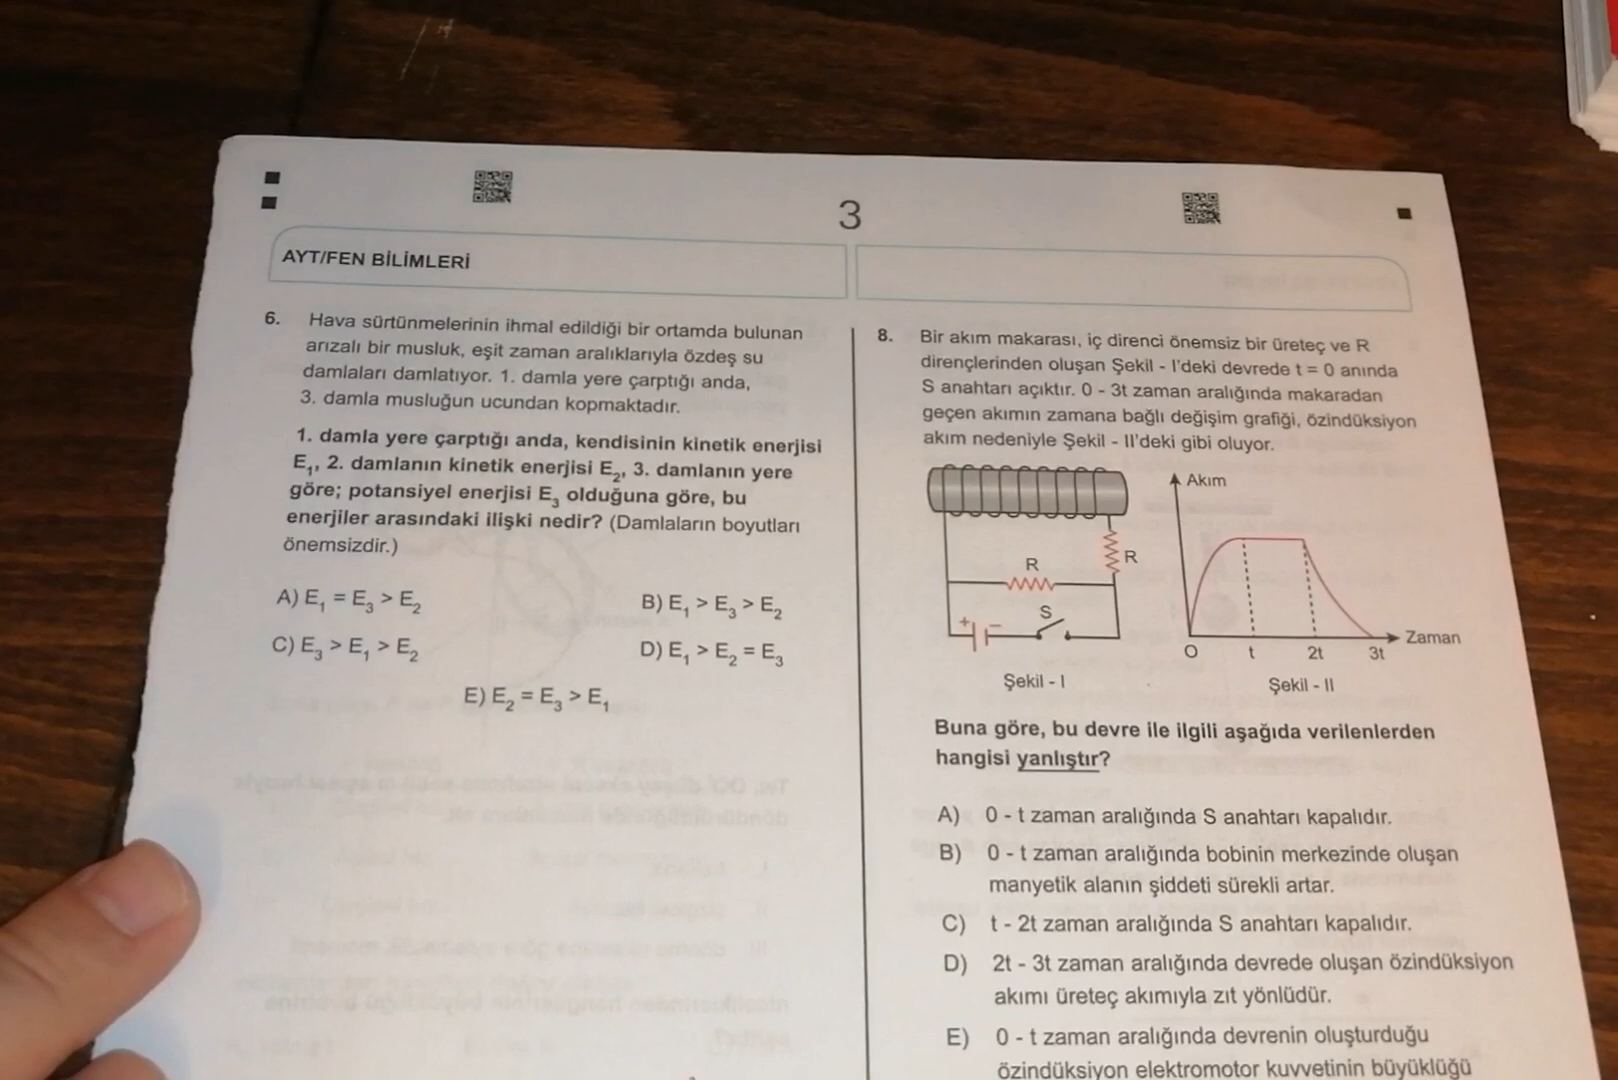 3
AYT/FEN BİLİMLERİ
6. Hava sürtünmelerinin ihmal edildiği bir ortamda bulunan
arızalı bir musluk, eşit zaman aralıklarıyla özdeş su
damlaları damlatıyor. 1. damla yere çarptığı anda,
3. damla musluğun ucundan kopmaktadır.
1. damla yere çarptığı anda, kendisinin kinetik enerjisi
E₁, 2. damlanın kinetik enerjisi E₂, 3. damlanın yere
göre; potansiyel enerjisi E₃ olduğuna göre, bu
enerjiler arasındaki ilişki nedir? (Damlaların boyutları
önemsizdir.)
A) E₁ = E₃ > E₂
B) E₁ > E₃ > E₂
C) E₃ > E₁ > E₂
D) E₁ > E₂ = E₃
E) E₂ = E₃ > E₁
8. Bir akım makarası, iç direnci önemsiz bir üreteç ve R
dirençlerinden oluşan Şekil - I'deki devrede t = 0 anında
S anahtarı açıktır. 0 - 3t zaman aralığında makaradan
geçen akımın zamana bağlı değişim grafiği, özindüksiyon
akım nedeniyle Şekil - II'deki gibi oluyor.
R
R
S
+ −
Şekil - I
Akım
O t 2t 3t Zaman
Şekil - II
Buna göre, bu devre ile ilgili aşağıda verilenlerden
hangisi yanlıştır?
A) 0 - t zaman aralığında S anahtarı kapalıdır.
B) 0 - t zaman aralığında bobinin merkezinde oluşan
manyetik alanın şiddeti sürekli artar.
C) t - 2t zaman aralığında S anahtarı kapalıdır.
D) 2t - 3t zaman aralığında devrede oluşan özindüksiyon
akımı üreteç akımıyla zıt yönlüdür.
E) 0 - t zaman aralığında devrenin oluşturduğu
özindüksiyon elektromotor kuvvetinin büyüklüğü